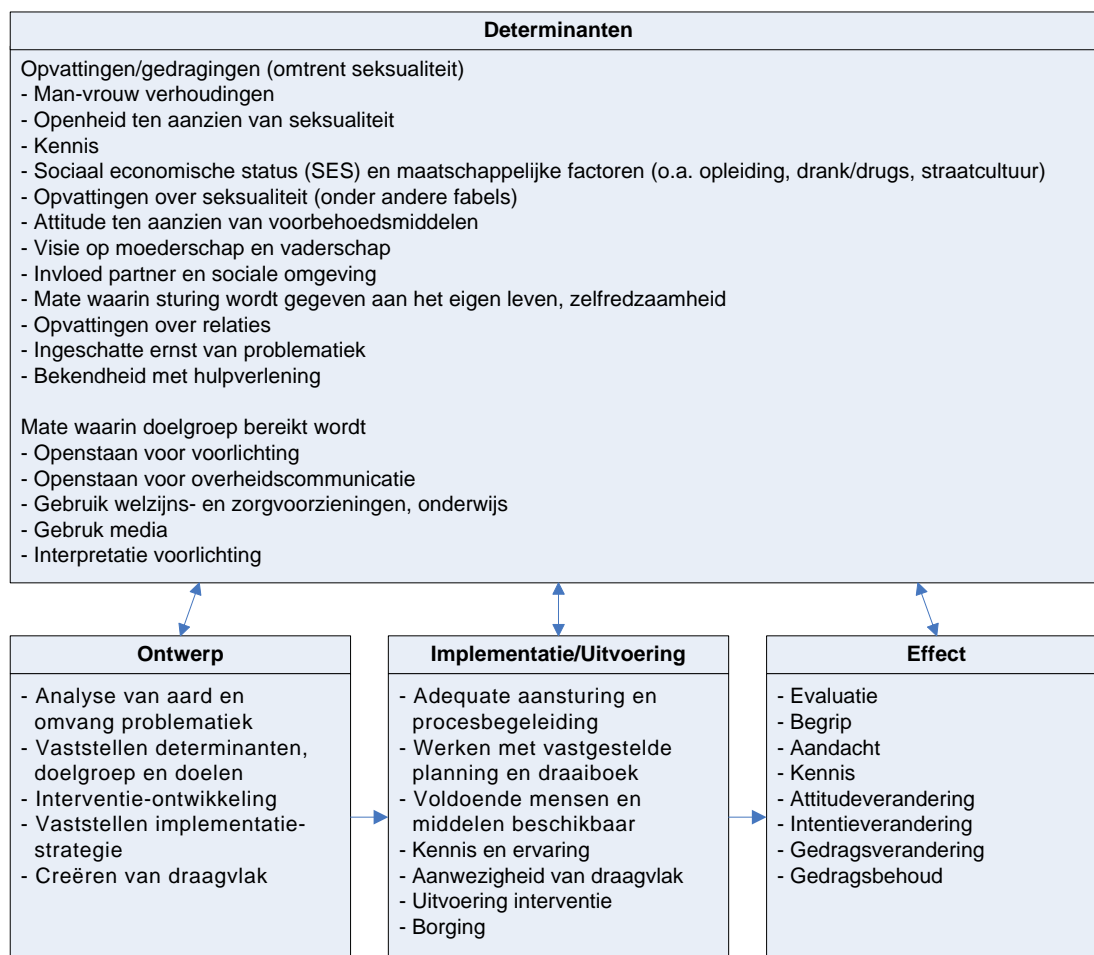 Determinanten
Opvattingen/gedragingen (omtrent seksualiteit)
- Man-vrouw verhoudingen
- Openheid ten aanzien van seksualiteit
- Kennis
- Sociaal economische status (SES) en maatschappelijke factoren (o.a. opleiding, drank/drugs, straatcultuur)
- Opvattingen over seksualiteit (onder andere fabels)
- Attitude ten aanzien van voorbehoedsmiddelen
- Visie op moederschap en vaderschap
- Invloed partner en sociale omgeving
- Mate waarin sturing wordt gegeven aan het eigen leven, zelfredzaamheid
- Opvattingen over relaties
- Ingeschatte ernst van problematiek
- Bekendheid met hulpverlening
Mate waarin doelgroep bereikt wordt
- Openstaan voor voorlichting
- Openstaan voor overheidscommunicatie
- Gebruik welzijns- en zorgvoorzieningen, onderwijs
- Gebruk media
- Interpretatie voorlichting
Ontwerp
- Analyse van aard en
omvang problematiek
- Vaststellen determinanten,
doelgroep en doelen
- Interventie-ontwikkeling
- Vaststellen implementatie-
strategie
- Creëren van draagvlak
Implementatie/Uitvoering
- Adequate aansturing en
procesbegeleiding
- Werken met vastgestelde
planning en draaiboek
- Voldoende mensen en
middelen beschikbaar
- Kennis en ervaring
- Aanwezigheid van draagvlak
- Uitvoering interventie
- Borging
Effect
- Evaluatie
- Begrip
- Aandacht
- Kennis
- Attitudeverandering
- Intentieverandering
- Gedragsverandering
- Gedragsbehoud